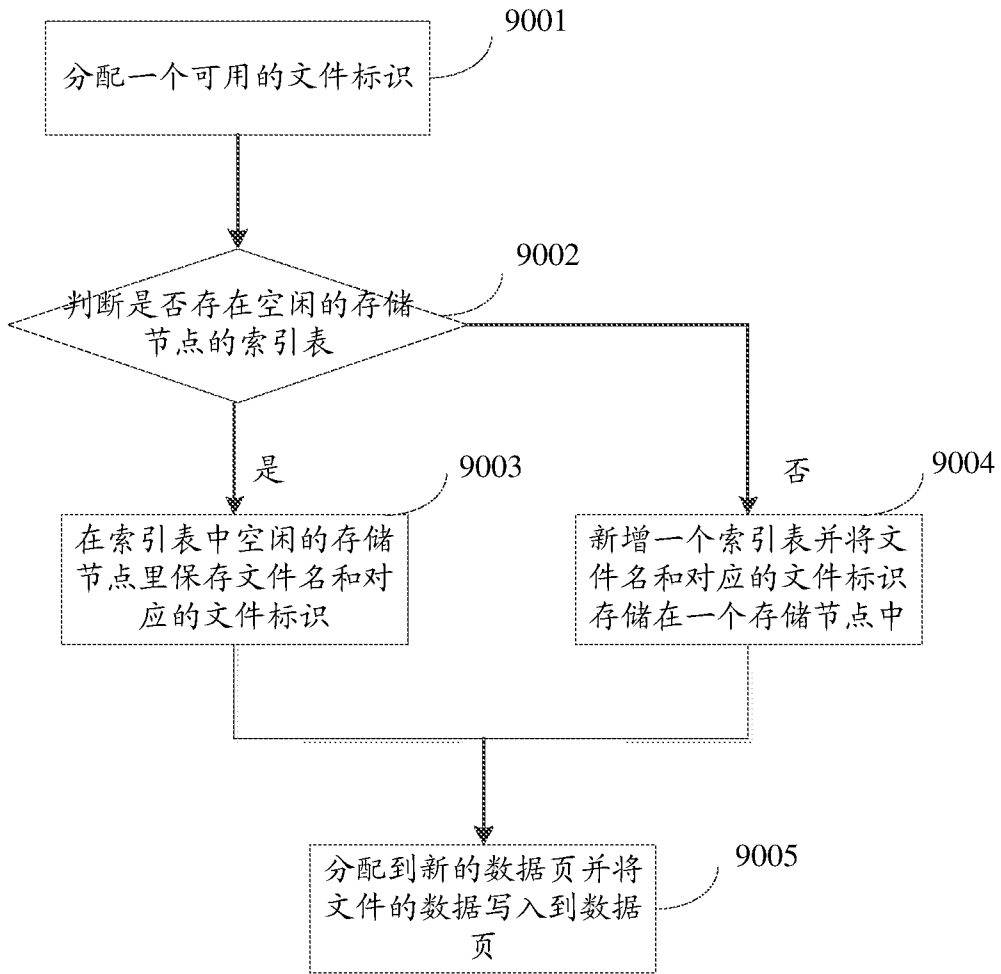 9001
分配一个可用的文件标识
9002
判断是否存在空闲的存储
节点的索引表
是
9003
否
9004
在索引表中空闲的存储
节点里保存文件名和对
应的文件标识
新增一个索引表并将文
件名和对应的文件标识
存储在一个存储节点中
9005
分配到新的数据页并将
文件的数据写入到数据
页